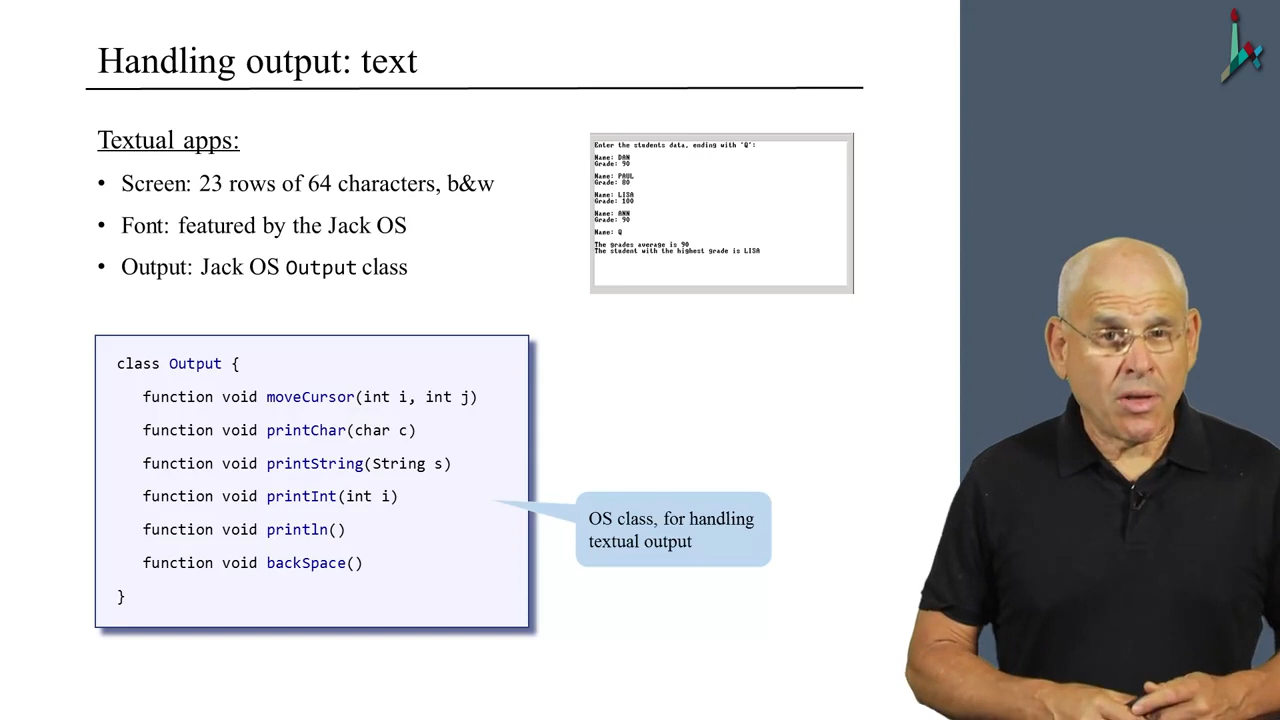 Handling output: text
Textual apps:
• Screen: 23 rows of 64 characters, b&w
• Font: featured by the Jack OS
• Output: Jack OS Output class
Enter the students data, ending with 'Q':
Name: DAN
Grade: 90
Name: PAUL
Grade: 80
Name: LISA
Grade: 100
Name: ANN
Grade: 90
Name: Q
The grades average is 90
The student with the highest grade is LISA
class Output {
function void moveCursor(int i, int j)
function void printChar(char c)
function void printString(String s)
function void printInt(int i)
function void println()
function void backSpace()
}
OS class, for handling
textual output